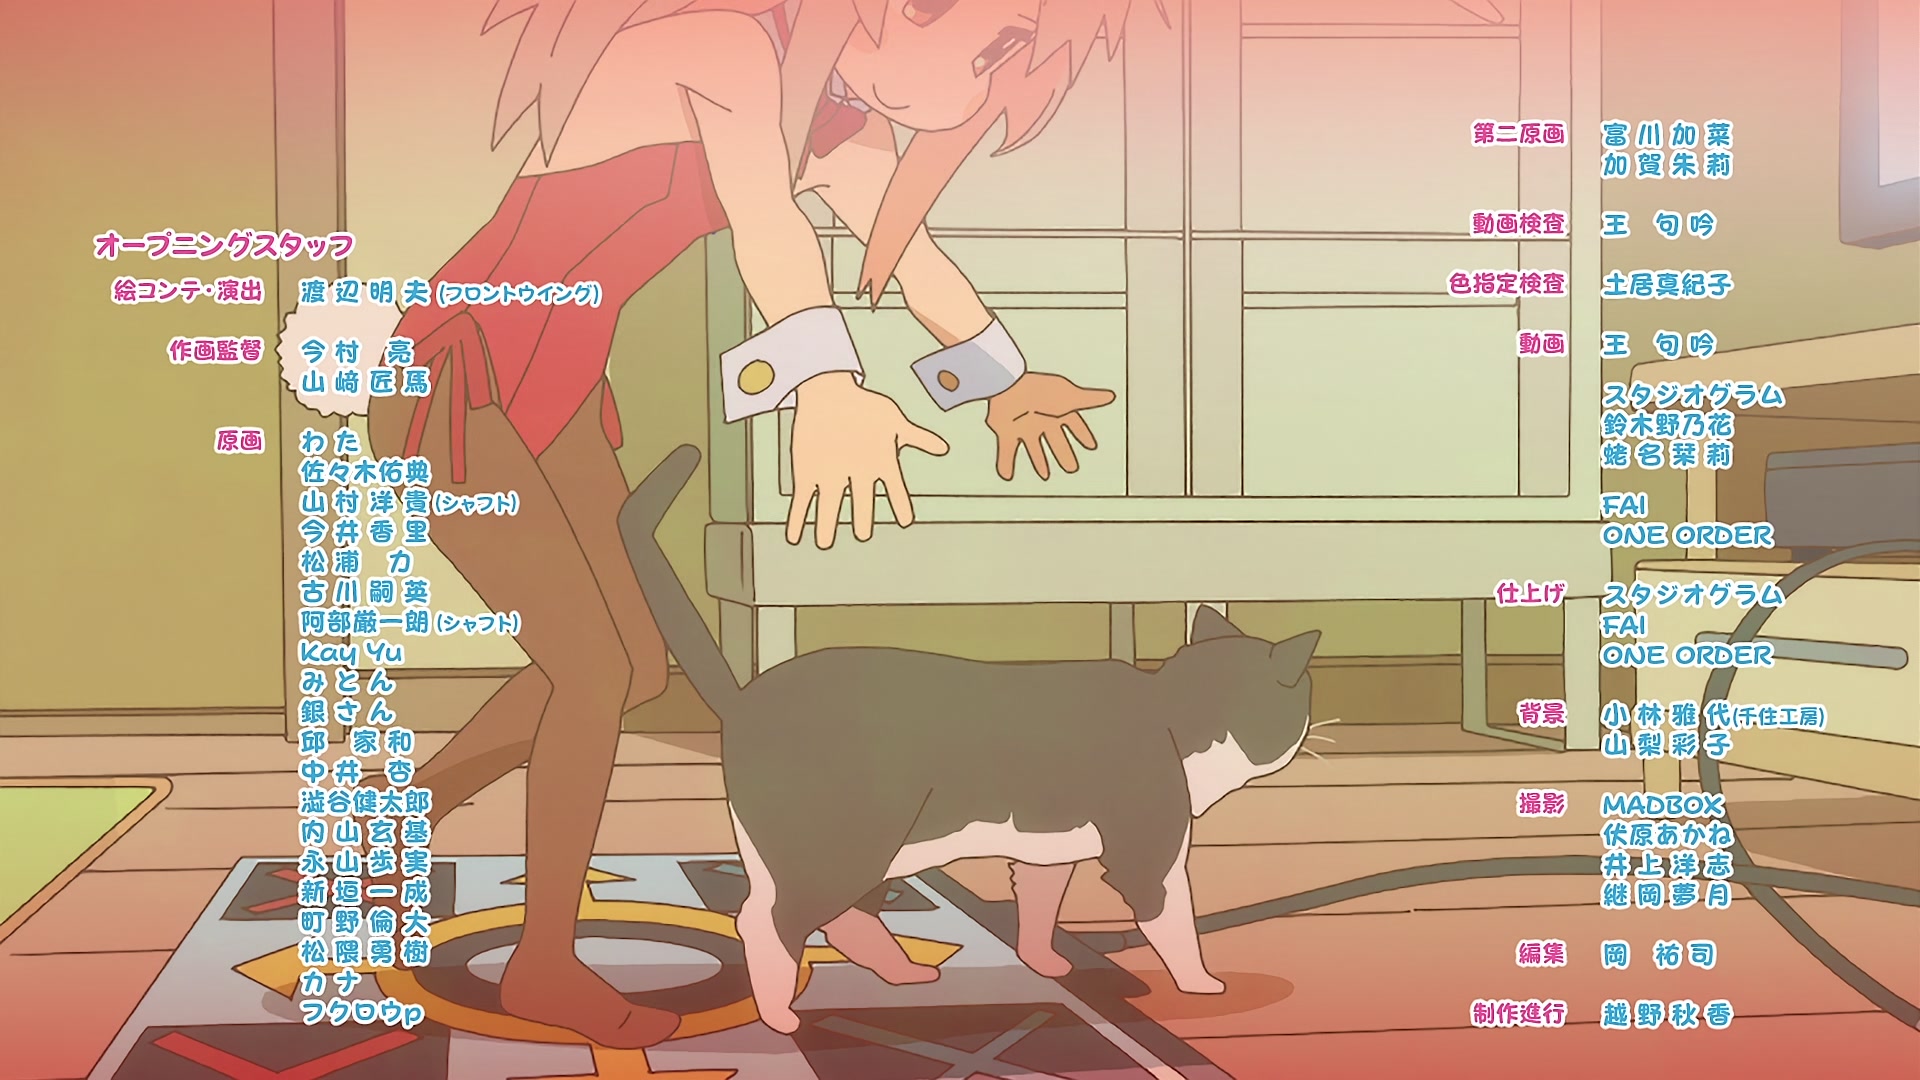 オープニングスタッフ
絵コンテ・演出 渡辺明夫(フロントウイング)
作画監督 今村 亮
山﨑匠馬
原画 わた
佐々木佑典
山村洋貴(シャフト)
今井香里
松浦 力
古川嗣英
阿部厳一朗(シャフト)
Kay Yu
みとん
銀さん
邱 家和
中井 杏
澁谷健太郎
内山玄基
永山歩実
新垣一成
町野倫大
松隈勇樹
カナ
フクロウp
第二原画 富川加菜
加賀朱莉
動画検査 王 句吟
色指定検査 土居真紀子
動画 王 句吟
スタジオグラム
鈴木野乃花
蛯名栞莉
FAI
ONE ORDER
仕上げ スタジオグラム
FAI
ONE ORDER
背景 小林雅代(千住工房)
山梨彩子
撮影 MADBOX
伏原あかね
井上洋志
継岡夢月
編集 岡 祐司
制作進行 越野秋香